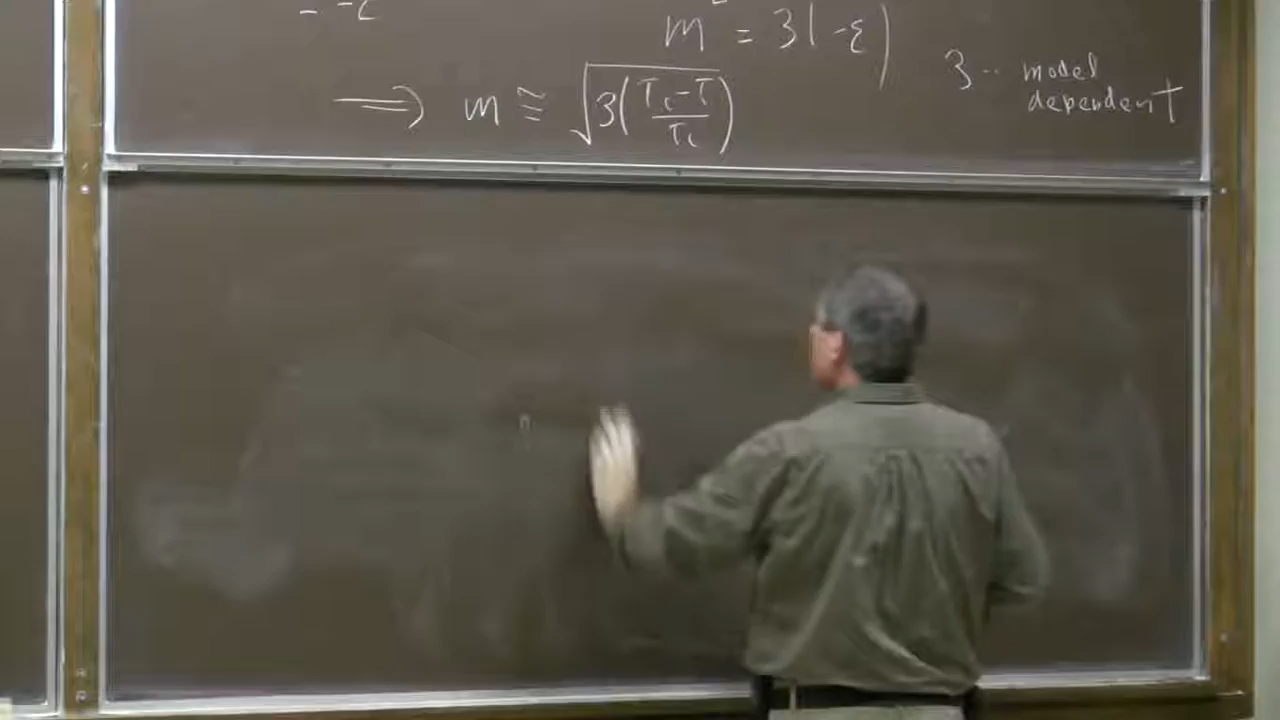 = -ε
m² = 3(-ε)
⟹ m ≅ √(3((T_c-T)/T_c))
3 -- model
dependent